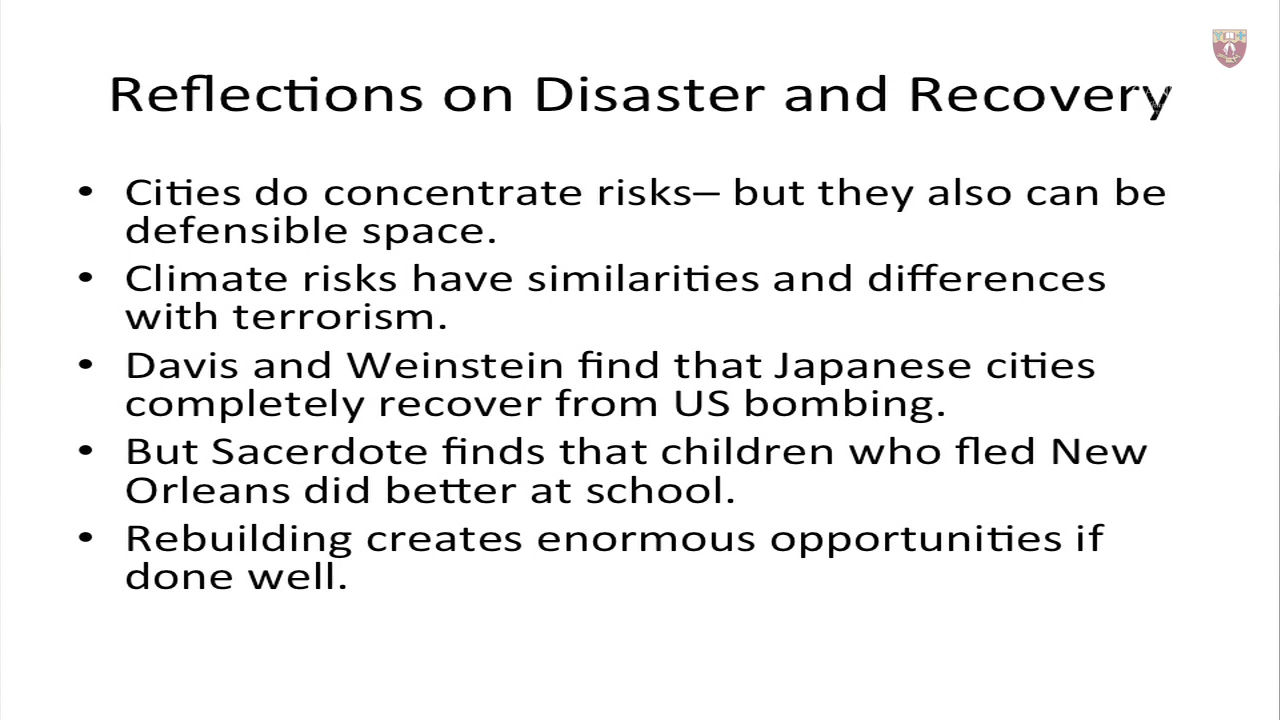 Reflections on Disaster and Recovery
• Cities do concentrate risks– but they also can be
defensible space.
• Climate risks have similarities and differences
with terrorism.
• Davis and Weinstein find that Japanese cities
completely recover from US bombing.
• But Sacerdote finds that children who fled New
Orleans did better at school.
• Rebuilding creates enormous opportunities if
done well.